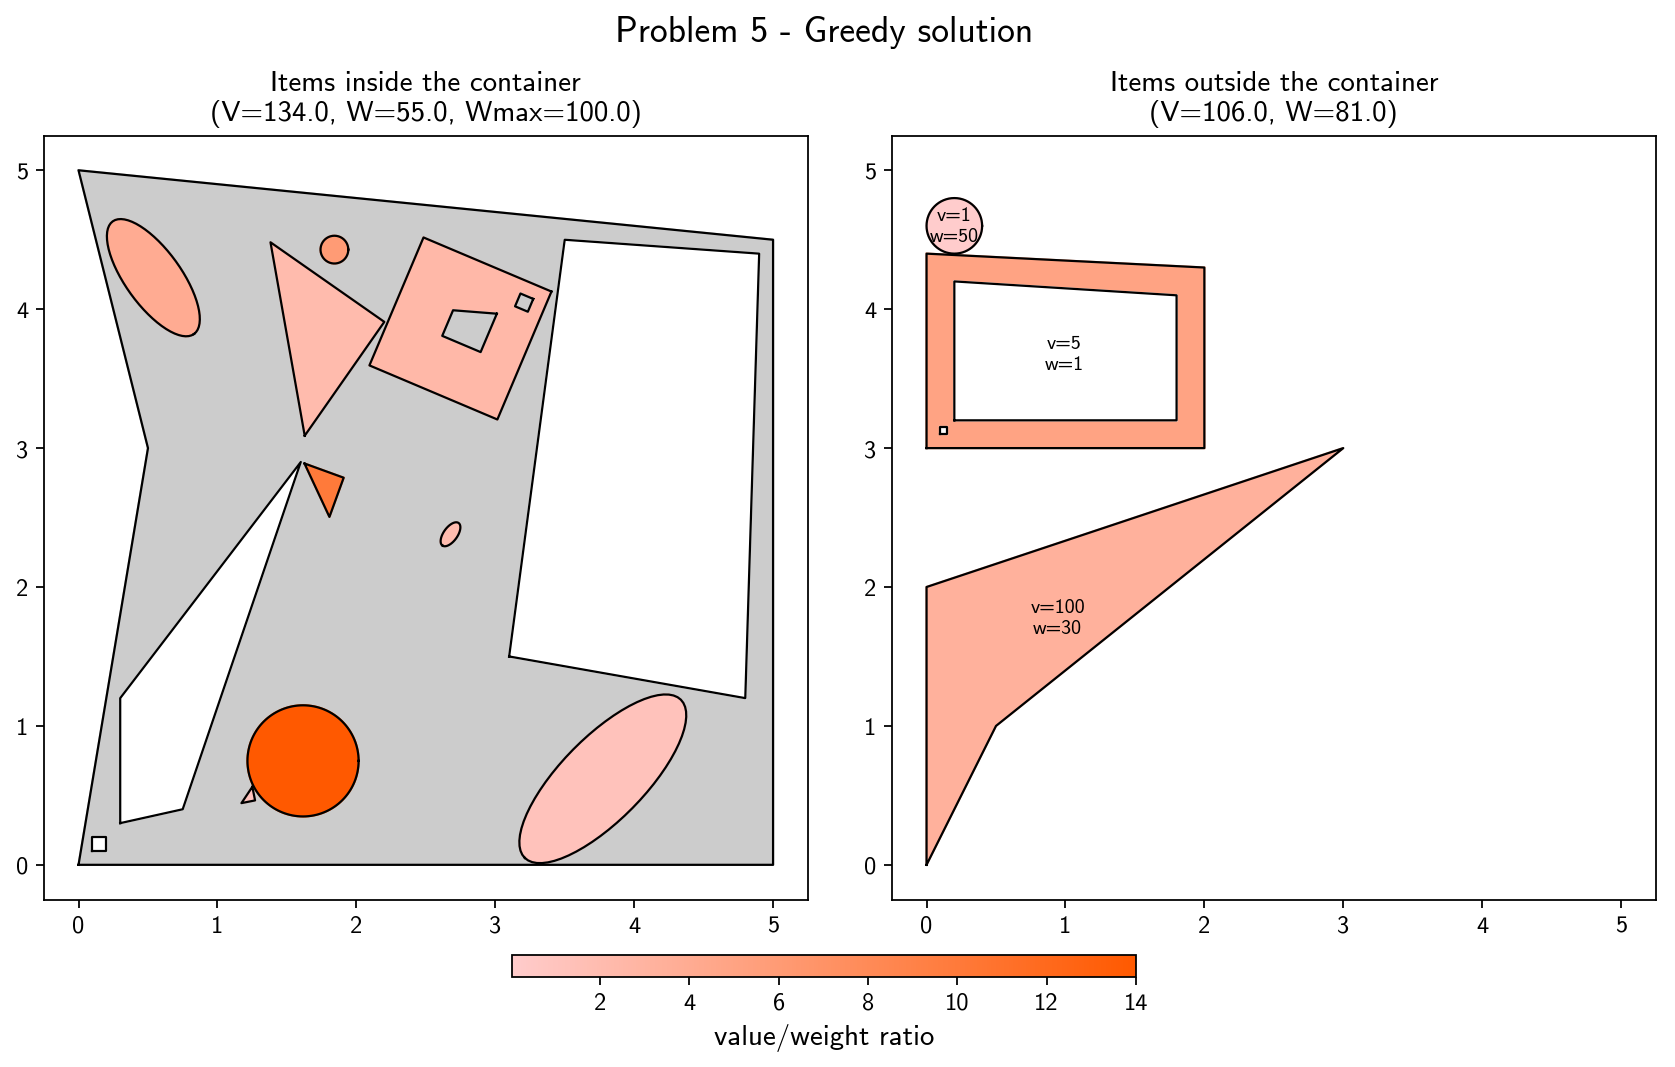 Problem 5 - Greedy solution
Items inside the container
(V=134.0, W=55.0, Wmax=100.0)
5
4
3
2
1
0
0 1 2 3 4 5
Items outside the container
(V=106.0, W=81.0)
5
4
3
2
1
0
v=1
w=50
v=5
w=1
v=100
w=30
0 1 2 3 4 5
2 4 6 8 10 12 14
value/weight ratio